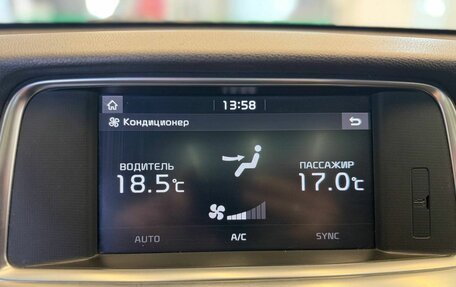 13:58
Кондиционер
ВОДИТЕЛЬ ПАССАЖИР
18.5℃ 17.0℃
AUTO A/C SYNC